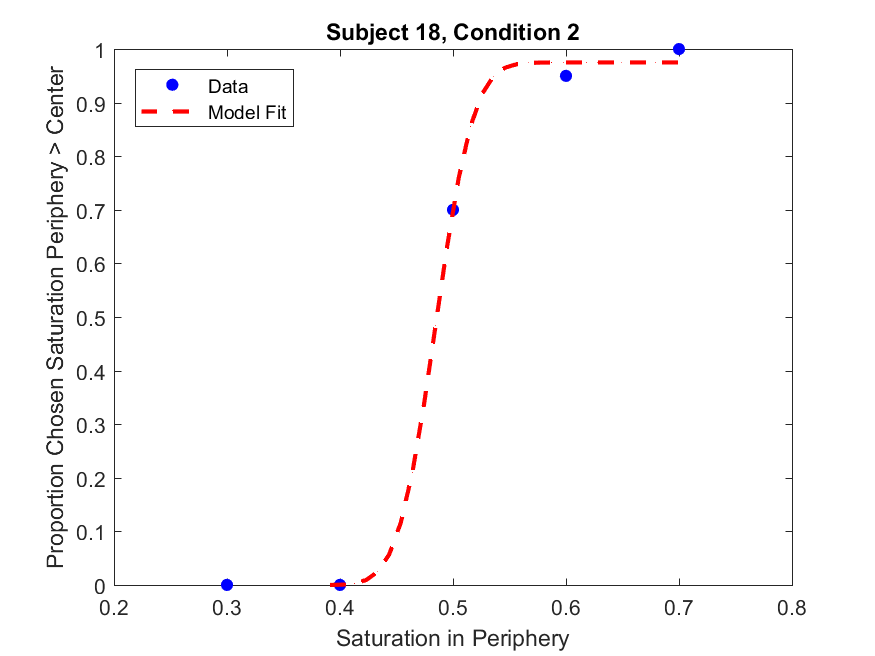 Subject 18, Condition 2
Proportion Chosen Saturation Periphery > Center
1
0.9
0.8
0.7
0.6
0.5
0.4
0.3
0.2
0.1
0
Data
Model Fit
0.2 0.3 0.4 0.5 0.6 0.7 0.8
Saturation in Periphery